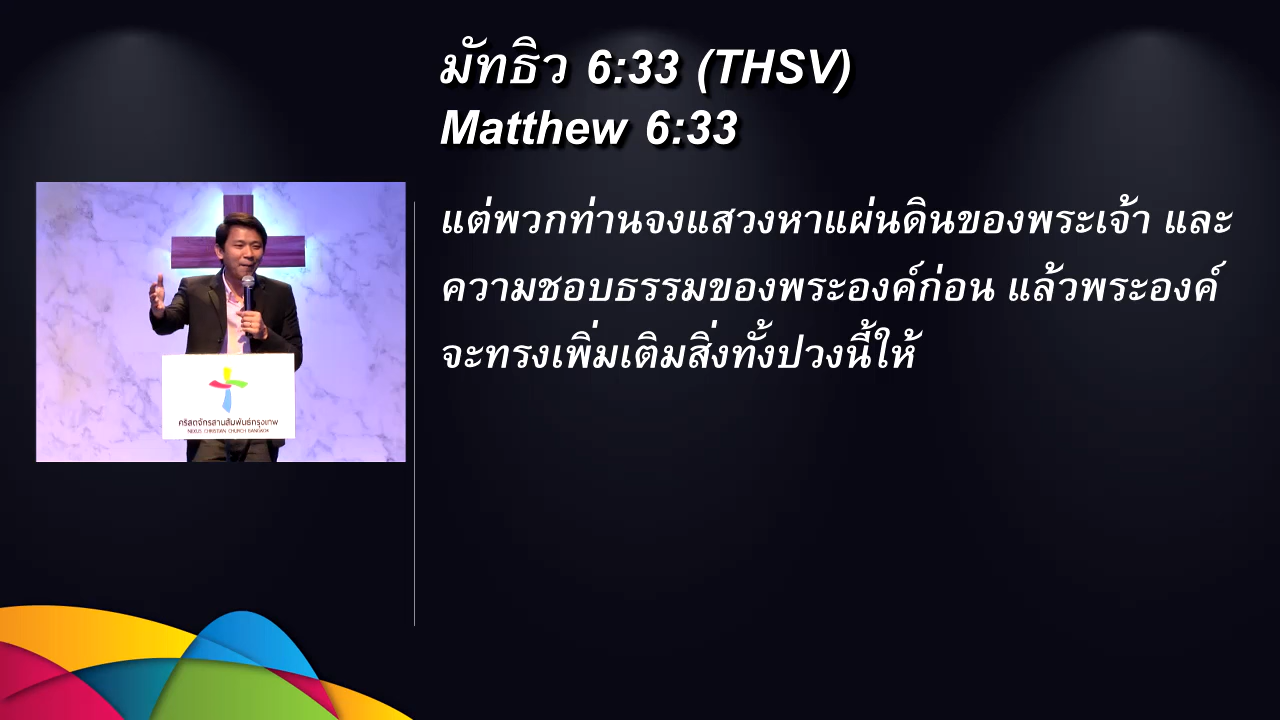 มัทธิว 6:33 (THSV)
Matthew 6:33
แต่พวกท่านจงแสวงหาแผ่นดินของพระเจ้า และ
ความชอบธรรมของพระองค์ก่อน แล้วพระองค์
จะทรงเพิ่มเติมสิ่งทั้งปวงนี้ให้
คริสตจักรสานสัมพันธ์กรุงเทพ
NEXUS CHRISTIAN CHURCH BANGKOK